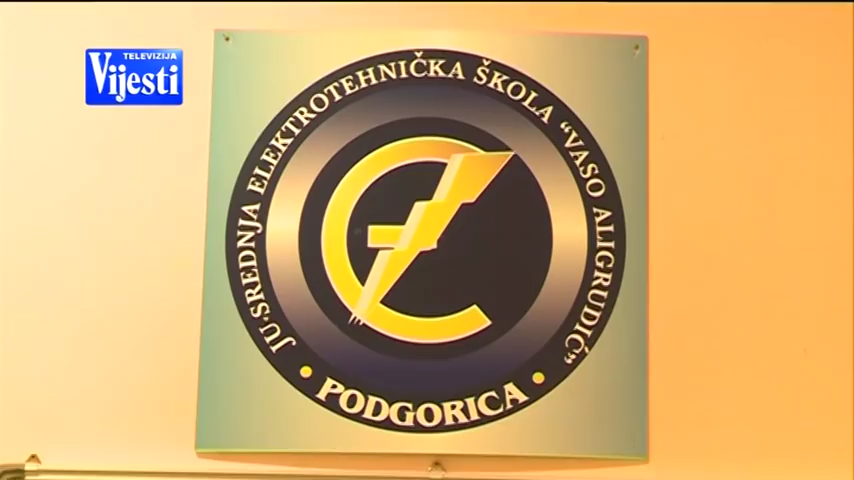 TELEVIZIJA
Vijesti
JU·SREDNJA ELEKTROTEHNIČKA ŠKOLA “VASO ALIGRUDIĆ”
• PODGORICA •